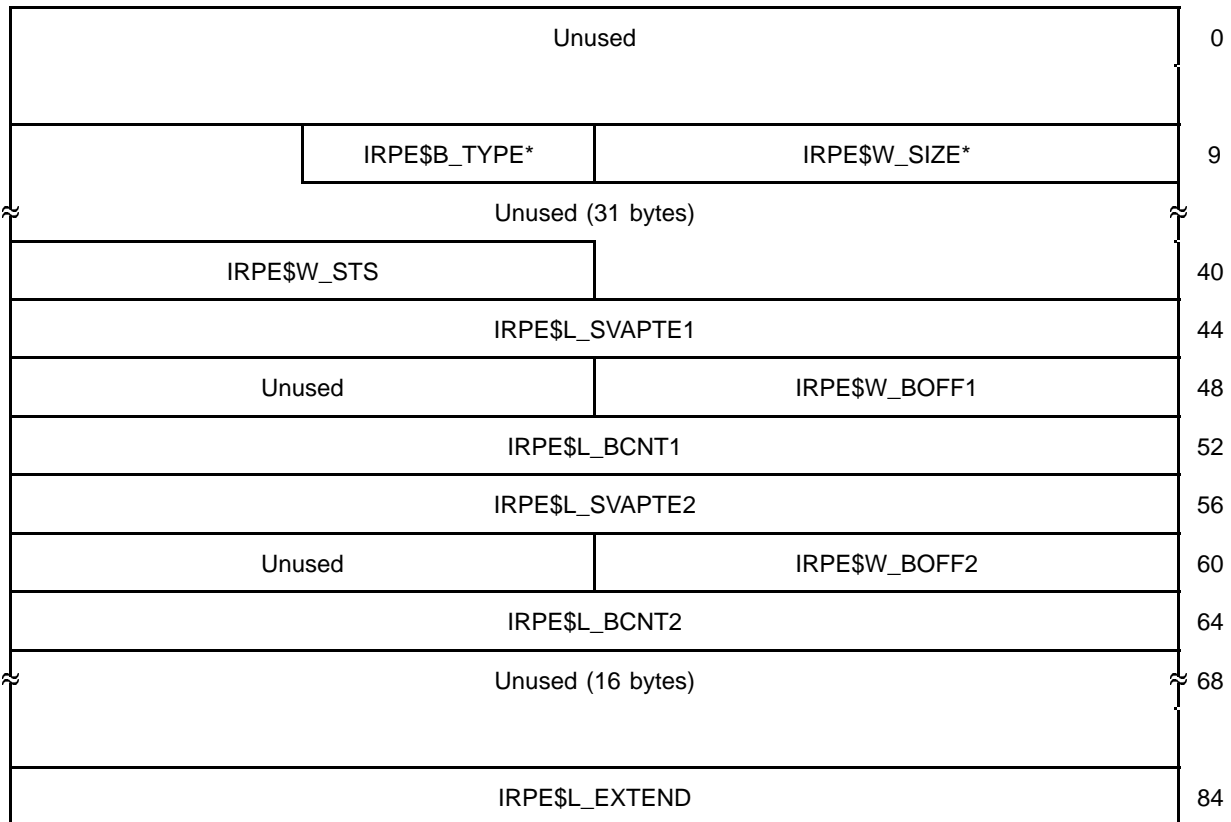 Unused 0
IRPE$B_TYPE* IRPE$W_SIZE* 9
Unused (31 bytes)
IRPE$W_STS 40
IRPE$L_SVAPTE1 44
Unused IRPE$W_BOFF1 48
IRPE$L_BCNT1 52
IRPE$L_SVAPTE2 56
Unused IRPE$W_BOFF2 60
IRPE$L_BCNT2 64
Unused (16 bytes) 68
IRPE$L_EXTEND 84